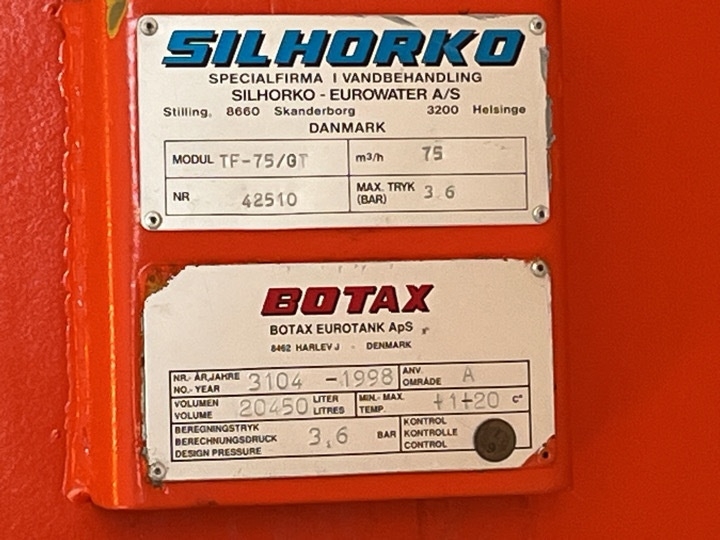 SILHORKO
SPECIALFIRMA I VANDBEHANDLING
SILHORKO - EUROWATER A/S
Stilling, 8660 Skanderborg 3200 Helsinge
DANMARK
MODUL TF-75/GT m3/h 75
NR 42510 MAX. TRYK (BAR) 3.6
BOTAX
BOTAX EUROTANK ApS
8462 HARLEV J - DENMARK
NR.- ÅR,JAHRE
NO.- YEAR 3104 -1998 ANV. OMRÅDE A
VOLUMEN
VOLUME 20450 LITER LITRES MIN.- MAX. TEMP. +1+20 C°
BEREGNINGSTRYK
BERECHNUNGSDRUCK
DESIGN PRESSURE 3,6 BAR
KONTROL
KONTROLLE
CONTROL